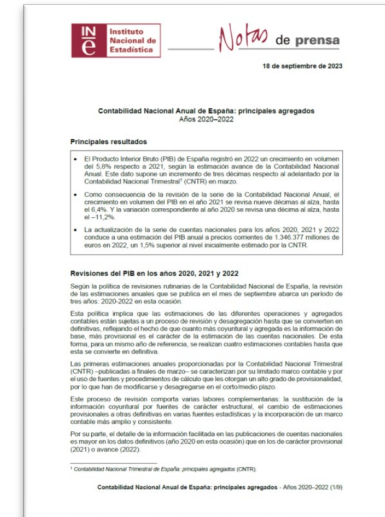 INE
Instituto
Nacional de
Estadística
Notas de prensa
18 de septiembre de 2023
Contabilidad Nacional Anual de España: principales agregados
Años 2020–2022
Principales resultados
• El Producto Interior Bruto (PIB) de España registró en 2022 un crecimiento en volumen
del 5,8% respecto a 2021, según la estimación avance de la Contabilidad Nacional
Anual. Este dato supone un incremento de tres décimas respecto al adelantado por la
Contabilidad Nacional Trimestral¹ (CNTR) en marzo.
• Como consecuencia de la revisión de la serie de la Contabilidad Nacional Anual, el
crecimiento en volumen del PIB en el año 2021 se revisa nueve décimas al alza, hasta
el 6,4%. Y la variación correspondiente al año 2020 se revisa una décima al alza, hasta
el –11,2%.
• La actualización de la serie de cuentas nacionales para los años 2020, 2021 y 2022
conduce a una estimación del PIB anual a precios corrientes de 1.346.377 millones de
euros en 2022, un 1,5% superior al nivel inicialmente estimado por la CNTR.
Revisiones del PIB en los años 2020, 2021 y 2022
Según la política de revisiones rutinarias de la Contabilidad Nacional de España, la revisión
de las estimaciones anuales que se publica en el mes de septiembre abarca un período de
tres años: 2020-2022 en esta ocasión.
Esta política implica que las estimaciones de las diferentes operaciones y agregados
contables están sujetas a un proceso de revisión y desagregación hasta que se convierten en
definitivas, reflejando el hecho de que cuanto más coyuntural y agregada es la información de
base, más provisional es el carácter de la estimación de las cuentas nacionales. De esta
forma, para un mismo año de referencia, se realizan cuatro estimaciones contables hasta que
esta se convierte en definitiva.
Las primeras estimaciones anuales proporcionadas por la Contabilidad Nacional Trimestral
(CNTR) –publicadas a finales de marzo– se caracterizan por su limitado marco contable y por
el uso de fuentes y procedimientos de cálculo que les otorgan un alto grado de provisionalidad,
por lo que han de modificarse y desagregarse en el corto/medio plazo.
Este proceso de revisión comporta varias labores complementarias: la sustitución de la
información coyuntural por fuentes de carácter estructural, el cambio de estimaciones
provisionales a otras definitivas en varias fuentes estadísticas y la incorporación de un marco
contable más amplio y consistente.
Por su parte, el detalle de la información facilitada en las publicaciones de cuentas nacionales
es mayor en los datos definitivos (año 2020 en esta ocasión) que en los de carácter provisional
(2021) o avance (2022).
¹ Contabilidad Nacional Trimestral de España: principales agregados (CNTR).
Contabilidad Nacional Anual de España: principales agregados - Años 2020–2022 (1/9)